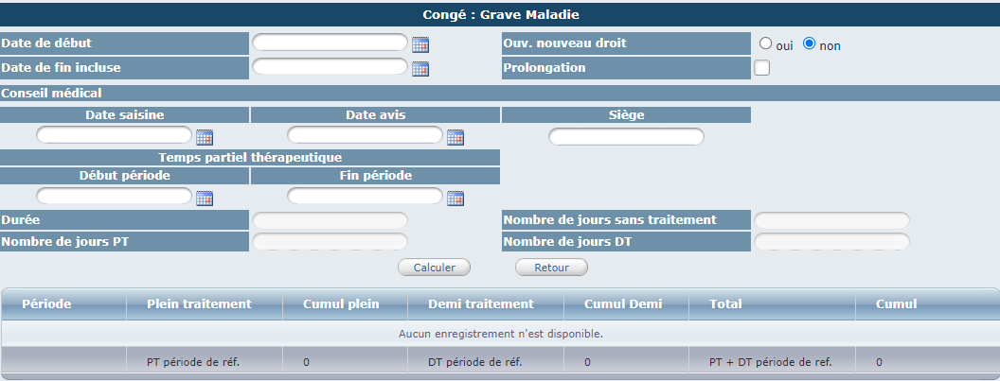 Congé : Grave Maladie
Date de début Ouv. nouveau droit oui non
Date de fin incluse Prolongation
Conseil médical
Date saisine Date avis Siège
Temps partiel thérapeutique
Début période Fin période
Durée Nombre de jours sans traitement
Nombre de jours PT Nombre de jours DT
Calculer Retour
Période Plein traitement Cumul plein Demi traitement Cumul Demi Total Cumul
Aucun enregistrement n'est disponible.
PT période de réf. 0 DT période de réf. 0 PT + DT période de ref. 0